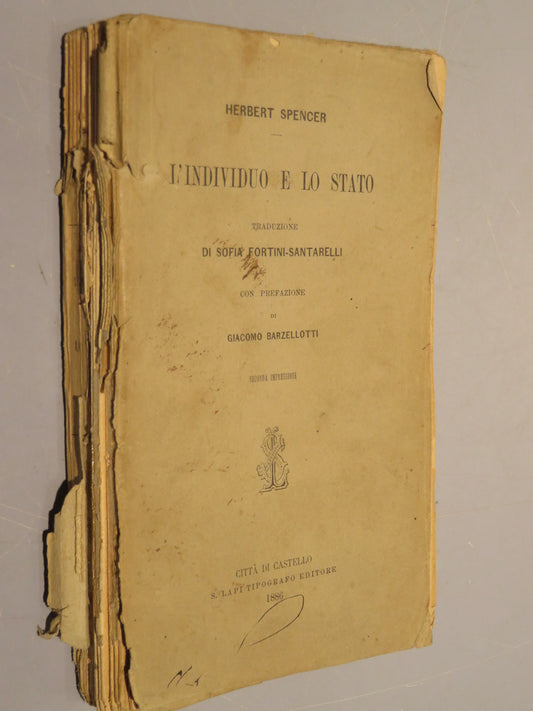 HERBERT SPENCER
L'INDIVIDUO E LO STATO
TRADUZIONE
DI SOFIA FORTINI-SANTARELLI
CON PREFAZIONE
DI
GIACOMO BARZELLOTTI
SECONDA IMPRESSIONE
CITTÀ DI CASTELLO
S. LAPI TIPOGRAFO EDITORE
1886